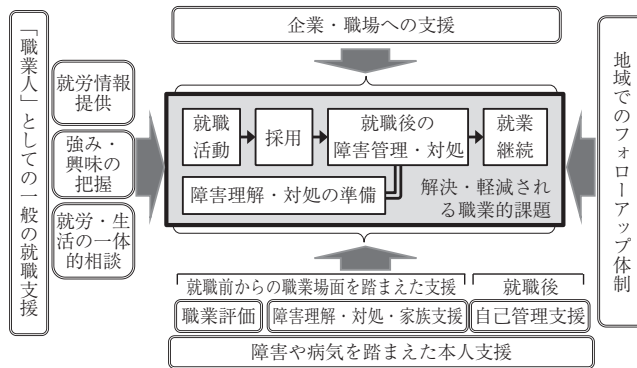 企業・職場への支援
「職業人」としての一般の就職支援
就労情報
提供
強み・
興味の
把握
就労・生
活の一体
的相談
就職
活動
採用
就職後の
障害管理・対処
就業
継続
障害理解・対処の準備
解決・軽減され
る職業的課題
地域でのフォローアップ体制
就職前からの職業場面を踏まえた支援
就職後
職業評価
障害理解・対処・家族支援
自己管理支援
障害や病気を踏まえた本人支援